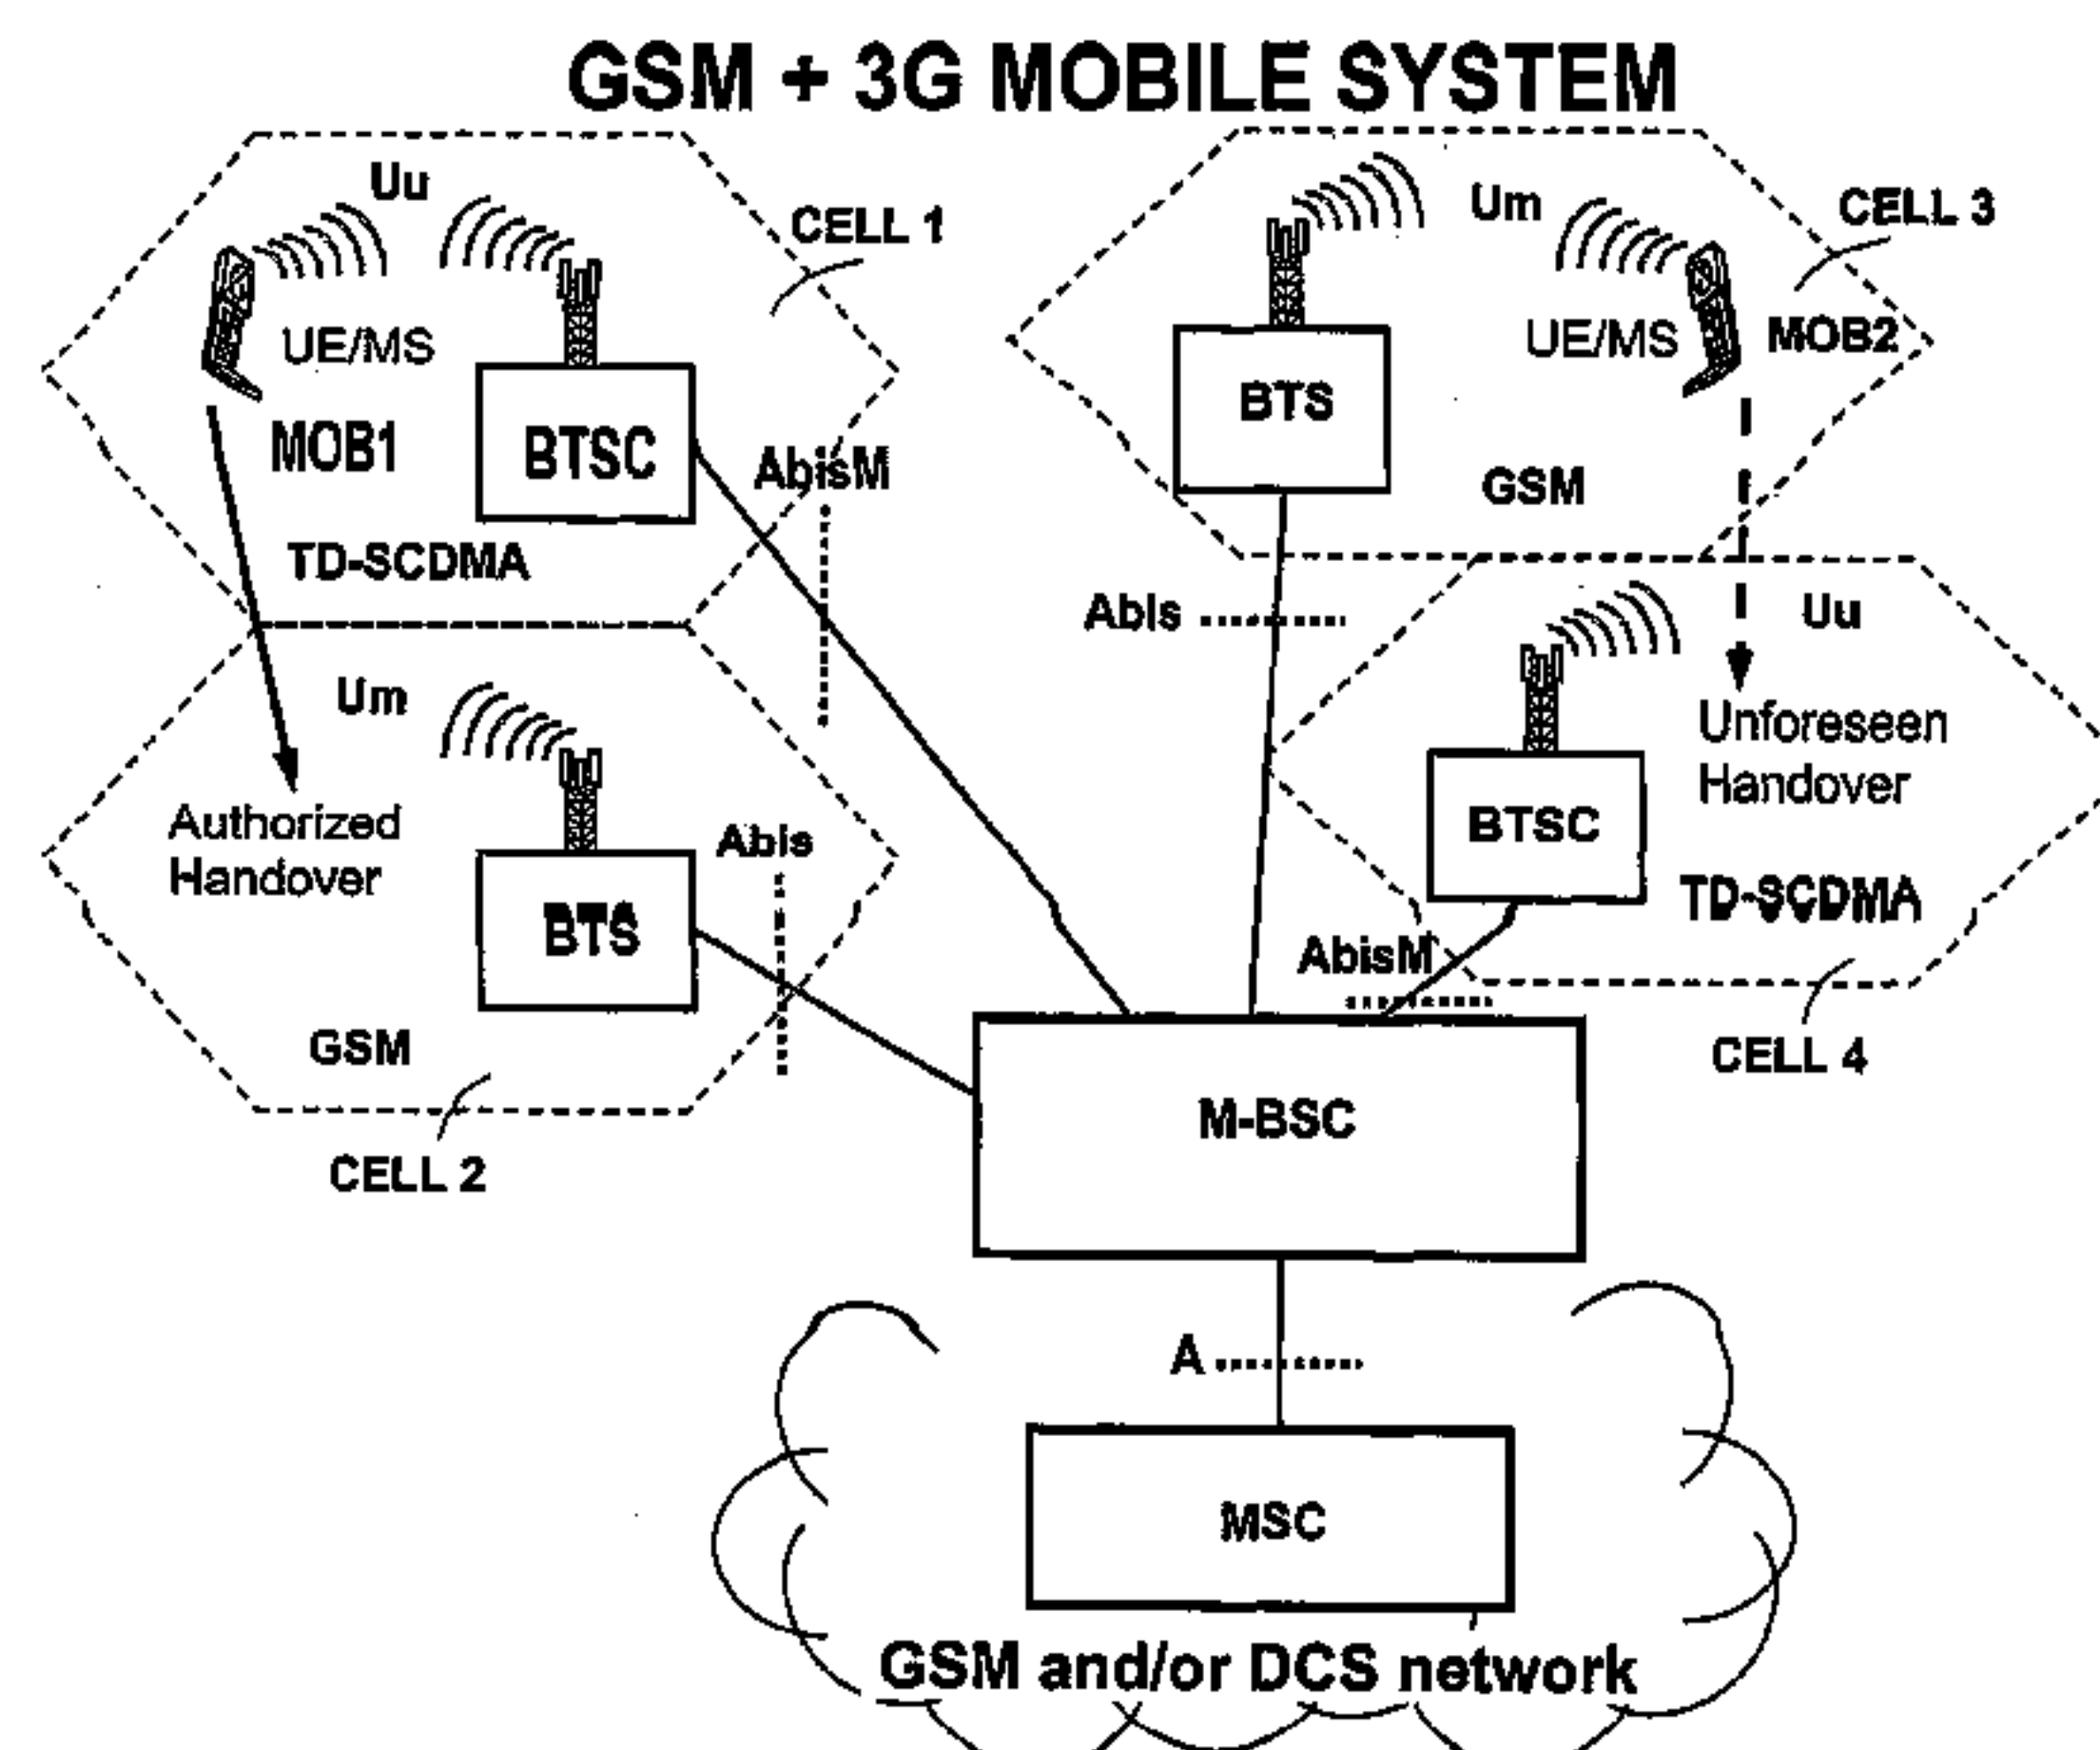 GSM + 3G MOBILE SYSTEM
Uu
CELL 1
UE/MS
MOB1
BTSC
AbisM
TD-SCDMA
Um
CELL 3
UE/MS
MOB2
BTS
GSM
Abis
Uu
Unforeseen
Handover
BTSC
TD-SCDMA
AbisM
CELL 4
Um
Authorized
Handover
Abis
BTS
GSM
CELL 2
M-BSC
A
MSC
GSM and/or DCS network